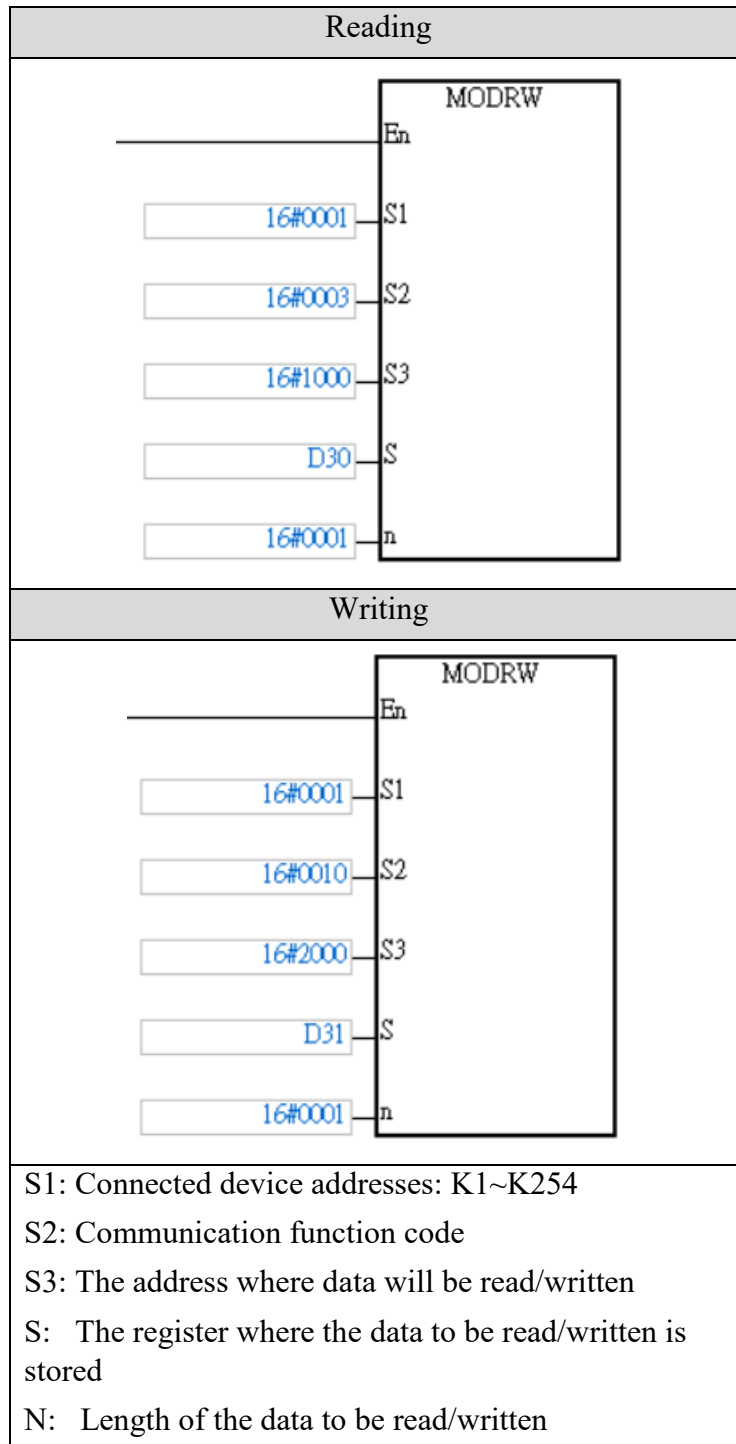 Reading
MODRW
En
16#0001 S1
16#0003 S2
16#1000 S3
D30 S
16#0001 n
Writing
MODRW
En
16#0001 S1
16#0010 S2
16#2000 S3
D31 S
16#0001 n
S1: Connected device addresses: K1~K254
S2: Communication function code
S3: The address where data will be read/written
S: The register where the data to be read/written is
stored
N: Length of the data to be read/written